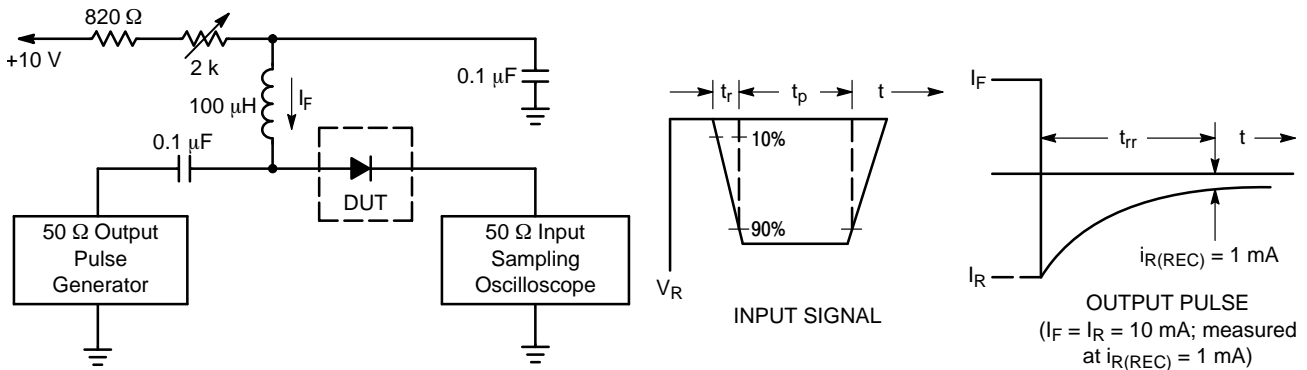 820 Ω
+10 V
2 k
100 μH
I_F
0.1 μF
0.1 μF
DUT
50 Ω Output
Pulse
Generator
50 Ω Input
Sampling
Oscilloscope
t_r
t_p
t
10%
90%
V_R
INPUT SIGNAL
I_F
t_rr
t
I_R
i_R(REC) = 1 mA
OUTPUT PULSE
(I_F = I_R = 10 mA; measured
at i_R(REC) = 1 mA)